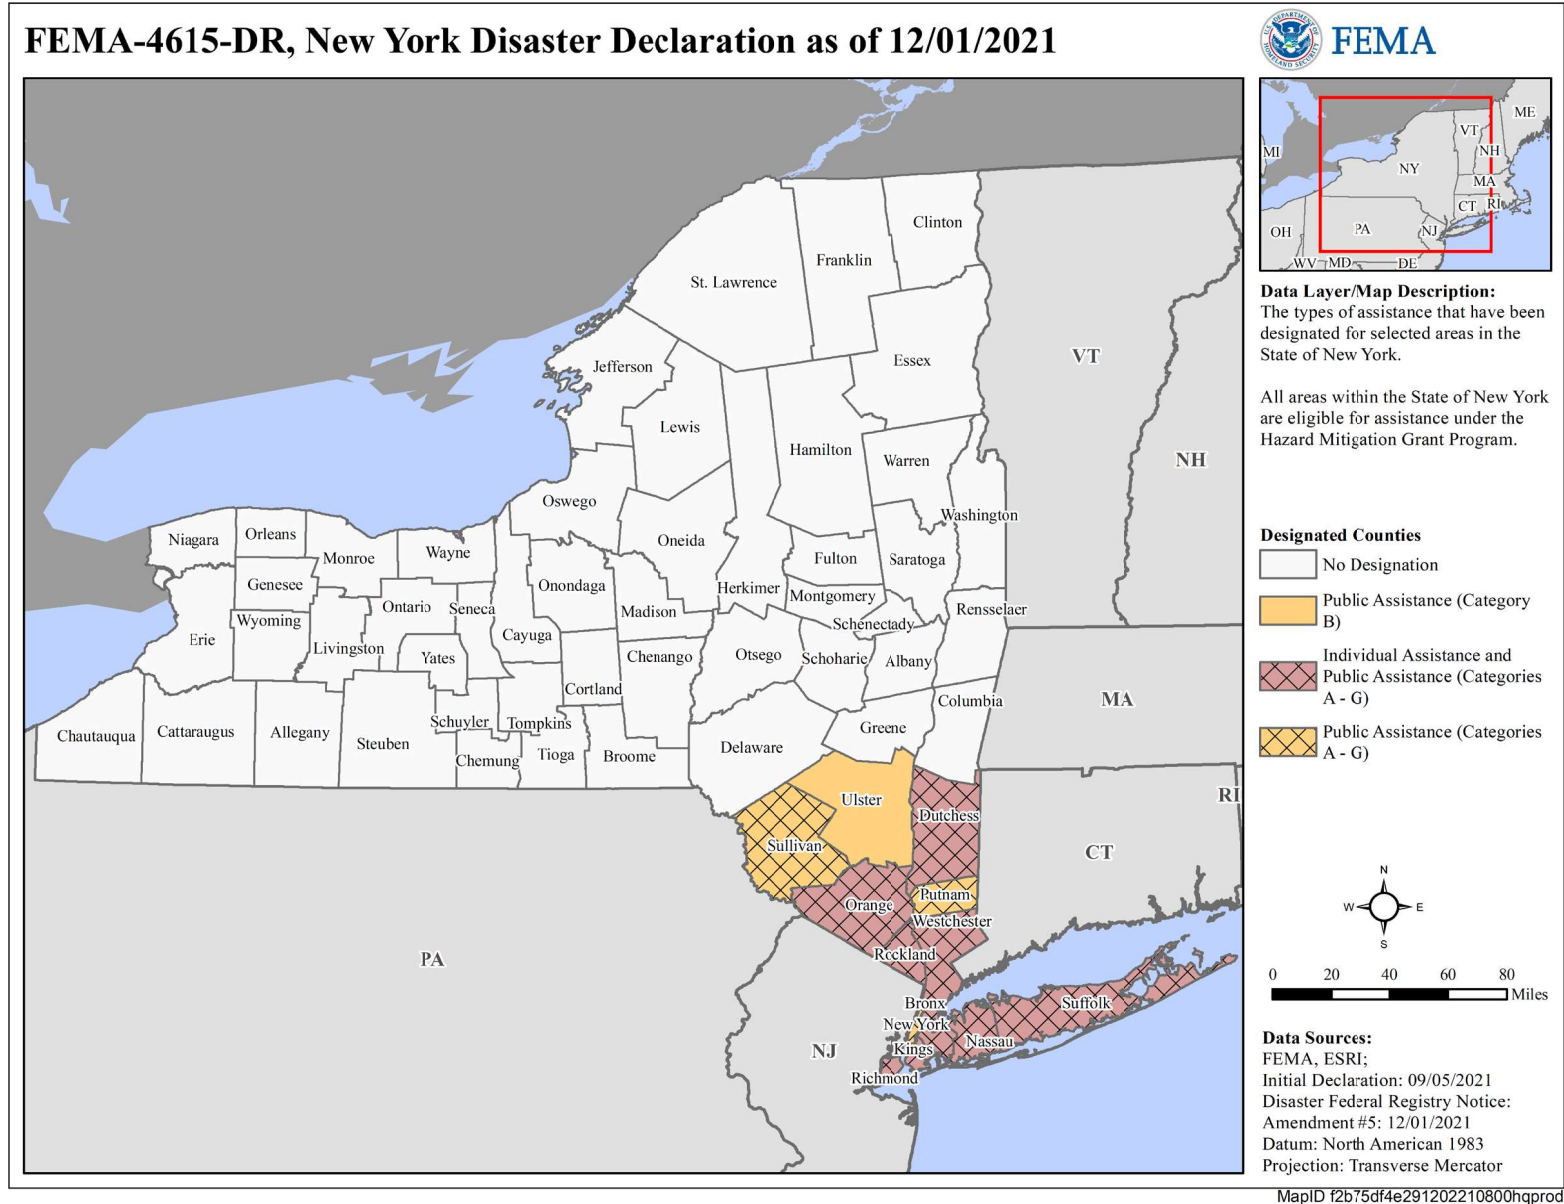 FEMA-4615-DR, New York Disaster Declaration as of 12/01/2021
FEMA
ME
VT
MI
NH
NY
MA
CT
RI
OH
PA
NJ
WV
MD
DE
Data Layer/Map Description:
The types of assistance that have been
designated for selected areas in the
State of New York.
All areas within the State of New York
are eligible for assistance under the
Hazard Mitigation Grant Program.
Designated Counties
No Designation
Public Assistance (Category
B)
Individual Assistance and
Public Assistance (Categories
A - G)
Public Assistance (Categories
A - G)
N
W
E
S
0 20 40 60 80
Miles
Data Sources:
FEMA, ESRI;
Initial Declaration: 09/05/2021
Disaster Federal Registry Notice:
Amendment #5: 12/01/2021
Datum: North American 1983
Projection: Transverse Mercator
MapID f2b75df4e291202210800hqprod
Clinton
Franklin
St. Lawrence
Essex
VT
Jefferson
Lewis
Hamilton
Warren
NH
Oswego
Washington
Niagara
Orleans
Monroe
Wayne
Oneida
Fulton
Saratoga
Genesee
Onondaga
Herkimer
Montgomery
Ontario
Seneca
Madison
Rensselaer
Wyoming
Schenectady
Erie
Livingston
Cayuga
Yates
Chenango
Otsego
Schoharie
Albany
Cortland
Columbia
MA
Chautauqua
Cattaraugus
Allegany
Steuben
Schuyler
Tompkins
Greene
Chemung
Tioga
Broome
Delaware
RI
Ulster
Dutchess
Sullivan
CT
Putnam
Orange
Westchester
PA
Rockland
Bronx
Suffolk
New York
Nassau
Kings
NJ
Richmond